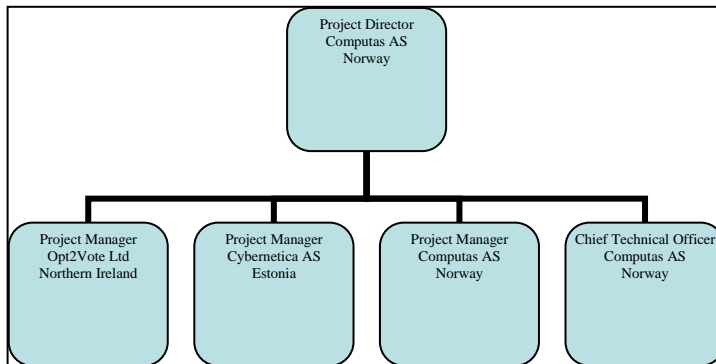 Project Director
Computas AS
Norway
Project Manager
Opt2Vote Ltd
Northern Ireland
Project Manager
Cybernetica AS
Estonia
Project Manager
Computas AS
Norway
Chief Technical Officer
Computas AS
Norway